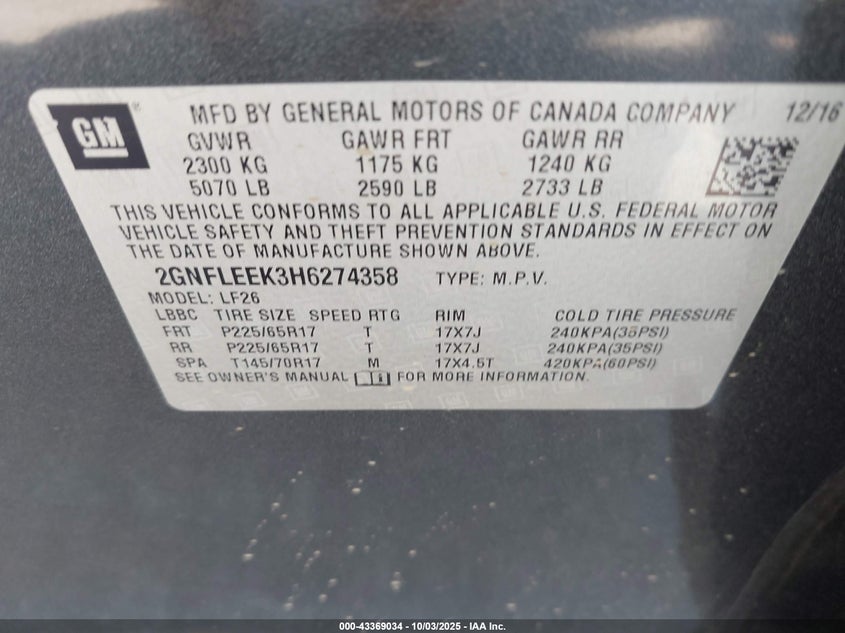 GM
MFD BY GENERAL MOTORS OF CANADA COMPANY 12/16
GVWR GAWR FRT GAWR RR
2300 KG 1175 KG 1240 KG
5070 LB 2590 LB 2733 LB
THIS VEHICLE CONFORMS TO ALL APPLICABLE U.S. FEDERAL MOTOR
VEHICLE SAFETY AND THEFT PREVENTION STANDARDS IN EFFECT ON
THE DATE OF MANUFACTURE SHOWN ABOVE.
2GNFLEEK3H6274358 TYPE: M.P.V.
MODEL: LF26
LBBC TIRE SIZE SPEED RTG RIM COLD TIRE PRESSURE
FRT P225/65R17 T 17X7J 240KPA(35PSI)
RR P225/65R17 T 17X7J 240KPA(35PSI)
SPA T145/70R17 M 17X4.5T 420KPA(60PSI)
SEE OWNER'S MANUAL FOR MORE INFORMATION.
000-43369034 - 10/03/2025 - IAA Inc.